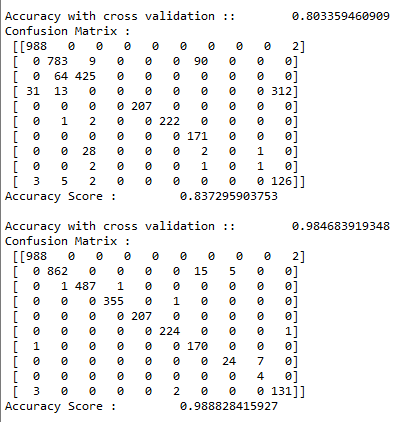 Accuracy with cross validation ::        0.803359460909
Confusion Matrix :
 [[988   0   0   0   0   0   0   0   0   2]
 [  0 783   9   0   0   0  90   0   0   0]
 [  0  64 425   0   0   0   0   0   0   0]
 [ 31  13   0   0   0   0   0   0   0 312]
 [  0   0   0   0 207   0   0   0   0   0]
 [  0   1   2   0   0 222   0   0   0   0]
 [  0   0   0   0   0   0 171   0   0   0]
 [  0   0  28   0   0   0   2   0   1   0]
 [  0   0   2   0   0   0   1   0   1   0]
 [  3   5   2   0   0   0   0   0   0 126]]
Accuracy Score :         0.837295903753
Accuracy with cross validation ::        0.984683919348
Confusion Matrix :
 [[988   0   0   0   0   0   0   0   0   2]
 [  0 862   0   0   0   0  15   5   0   0]
 [  0   1 487   1   0   0   0   0   0   0]
 [  0   0   0 355   0   1   0   0   0   0]
 [  0   0   0   0 207   0   0   0   0   0]
 [  0   0   0   0   0 224   0   0   0   1]
 [  1   0   0   0   0   0 170   0   0   0]
 [  0   0   0   0   0   0   0  24   7   0]
 [  0   0   0   0   0   0   0   0   4   0]
 [  3   0   0   0   0   2   0   0   0 131]]
Accuracy Score :         0.988828415927